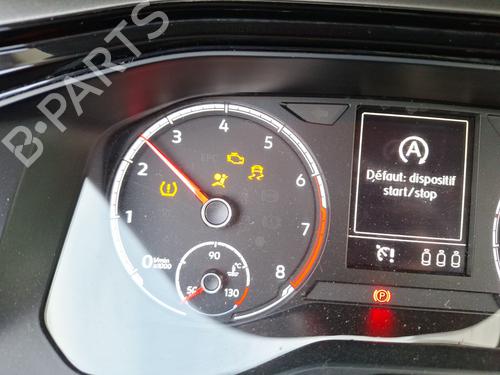 B-PARTS
3
4
5
2
EPC
6
1
7
90
0 1/min x1000
°C
8
50
130
A
Défaut: dispositif
start/stop
(P)